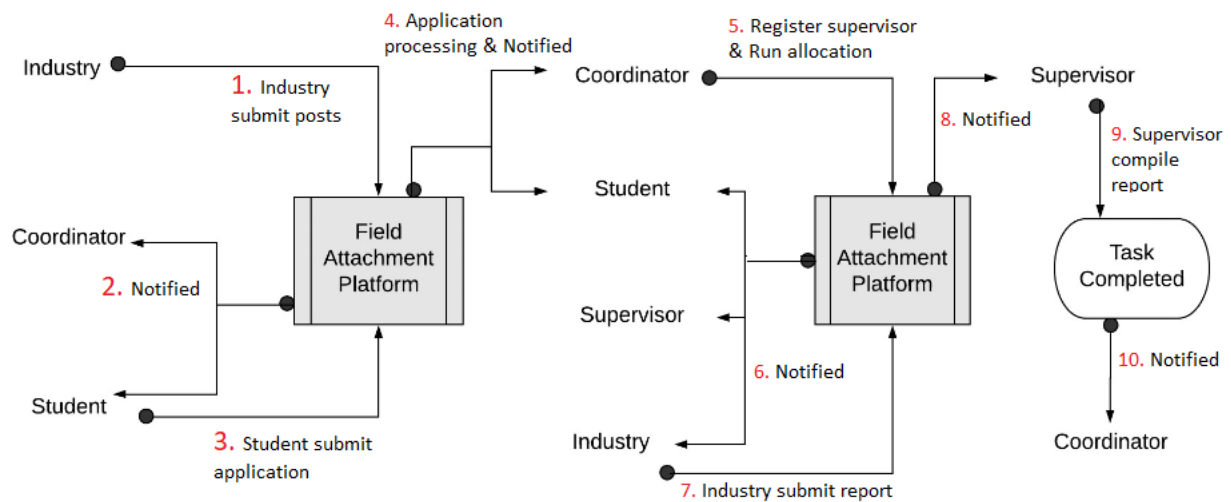 4. Application
processing & Notified
5. Register supervisor
& Run allocation
Industry
Coordinator
Supervisor
1. Industry
submit posts
8. Notified
9. Supervisor
compile
report
Student
Field
Attachment
Platform
Field
Attachment
Platform
Coordinator
2. Notified
Task
Completed
Supervisor
6. Notified
10. Notified
Student
3. Student submit
application
Industry
Coordinator
7. Industry submit report